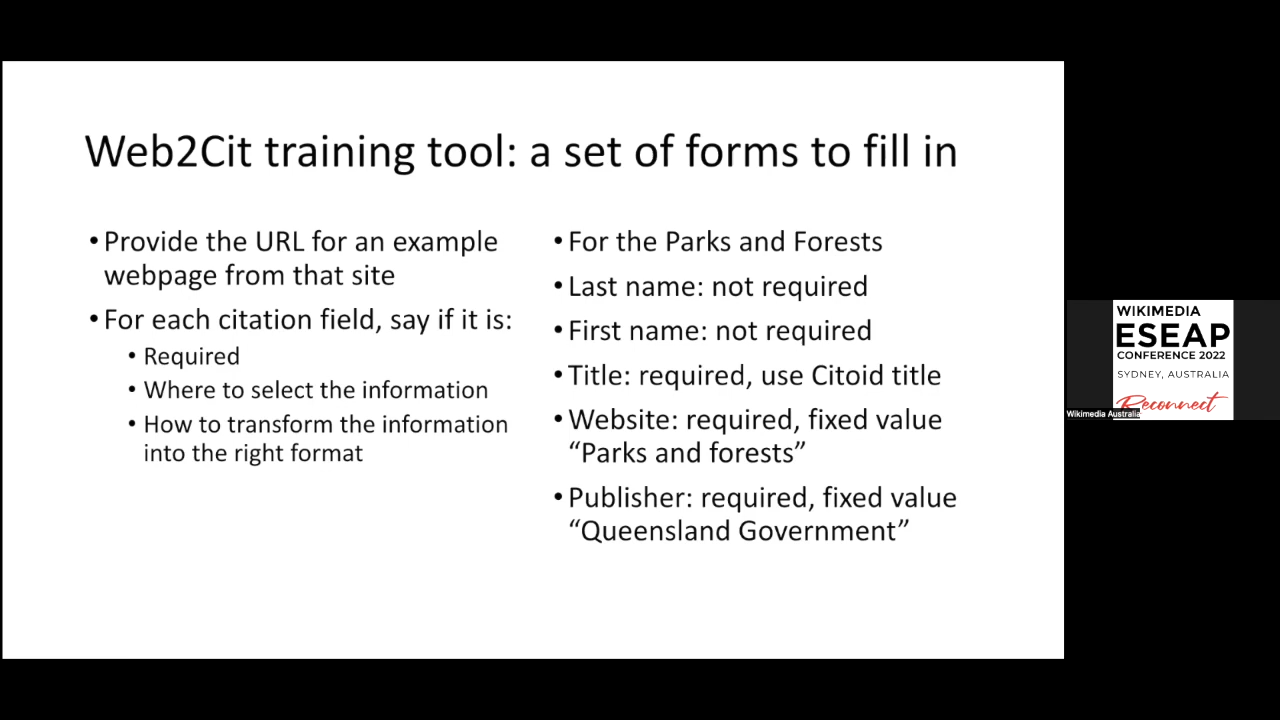 Web2Cit training tool: a set of forms to fill in
• Provide the URL for an example
webpage from that site
• For each citation field, say if it is:
• Required
• Where to select the information
• How to transform the information
into the right format
• For the Parks and Forests
• Last name: not required
• First name: not required
• Title: required, use Citoid title
• Website: required, fixed value
“Parks and forests”
• Publisher: required, fixed value
“Queensland Government”
WIKIMEDIA
ESEAP
CONFERENCE 2022
SYDNEY, AUSTRALIA
Reconnect
Wikimedia Australia